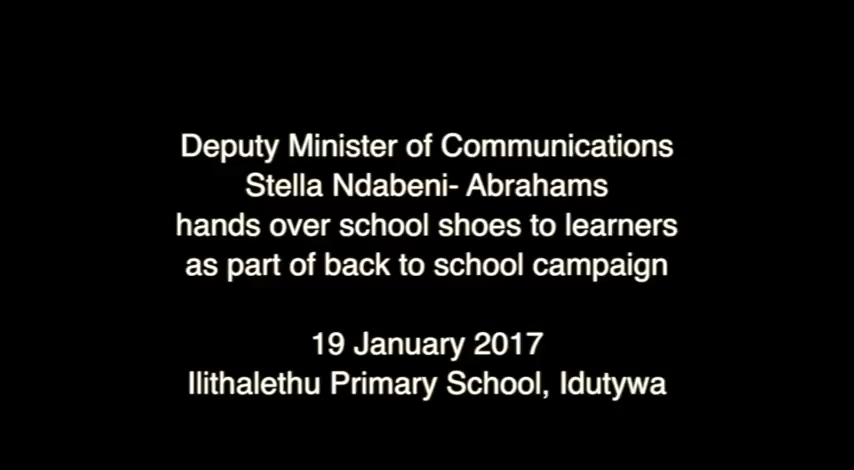 Deputy Minister of Communications
Stella Ndabeni- Abrahams
hands over school shoes to learners
as part of back to school campaign
19 January 2017
Ilithalethu Primary School, Idutywa